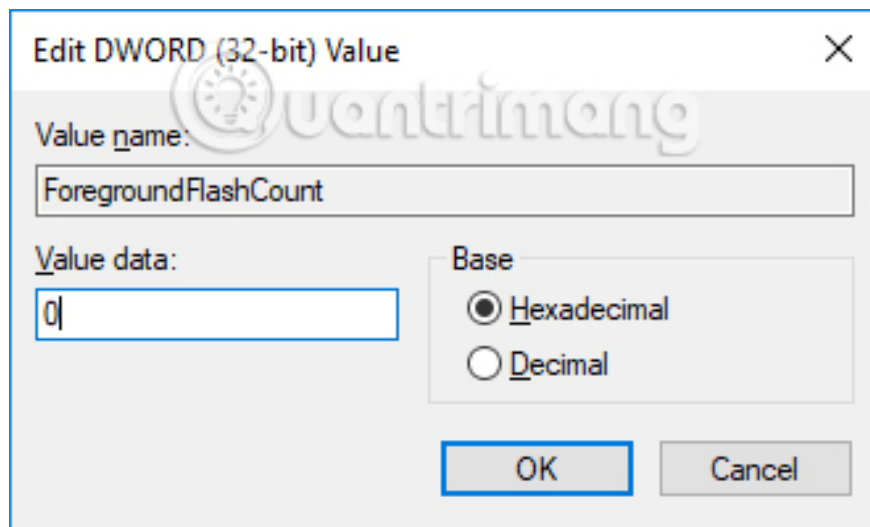 Edit DWORD (32-bit) Value
Quantrimang
Value name:
ForegroundFlashCount
Value data:
0
Base
Hexadecimal
Decimal
OK
Cancel